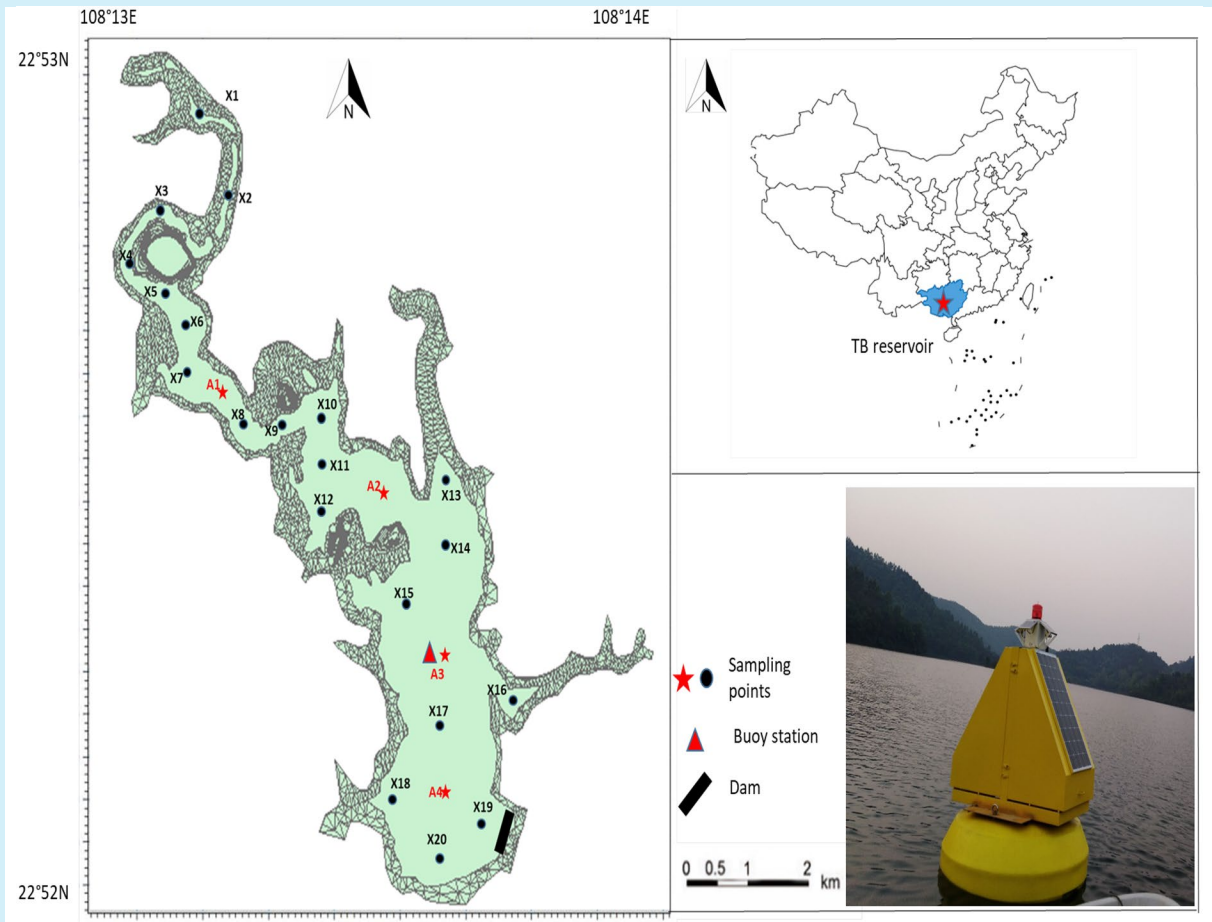 108°13E
108°14E
22°53N
N
X1
X2
X3
X4
X5
X6
X7
A1
X8
X9
X10
X11
X12
A2
X13
X14
X15
A3
X16
X17
X18
A4
X19
X20
22°52N
N
TB reservoir
Sampling
points
Buoy station
Dam
0 0.5 1 2
km